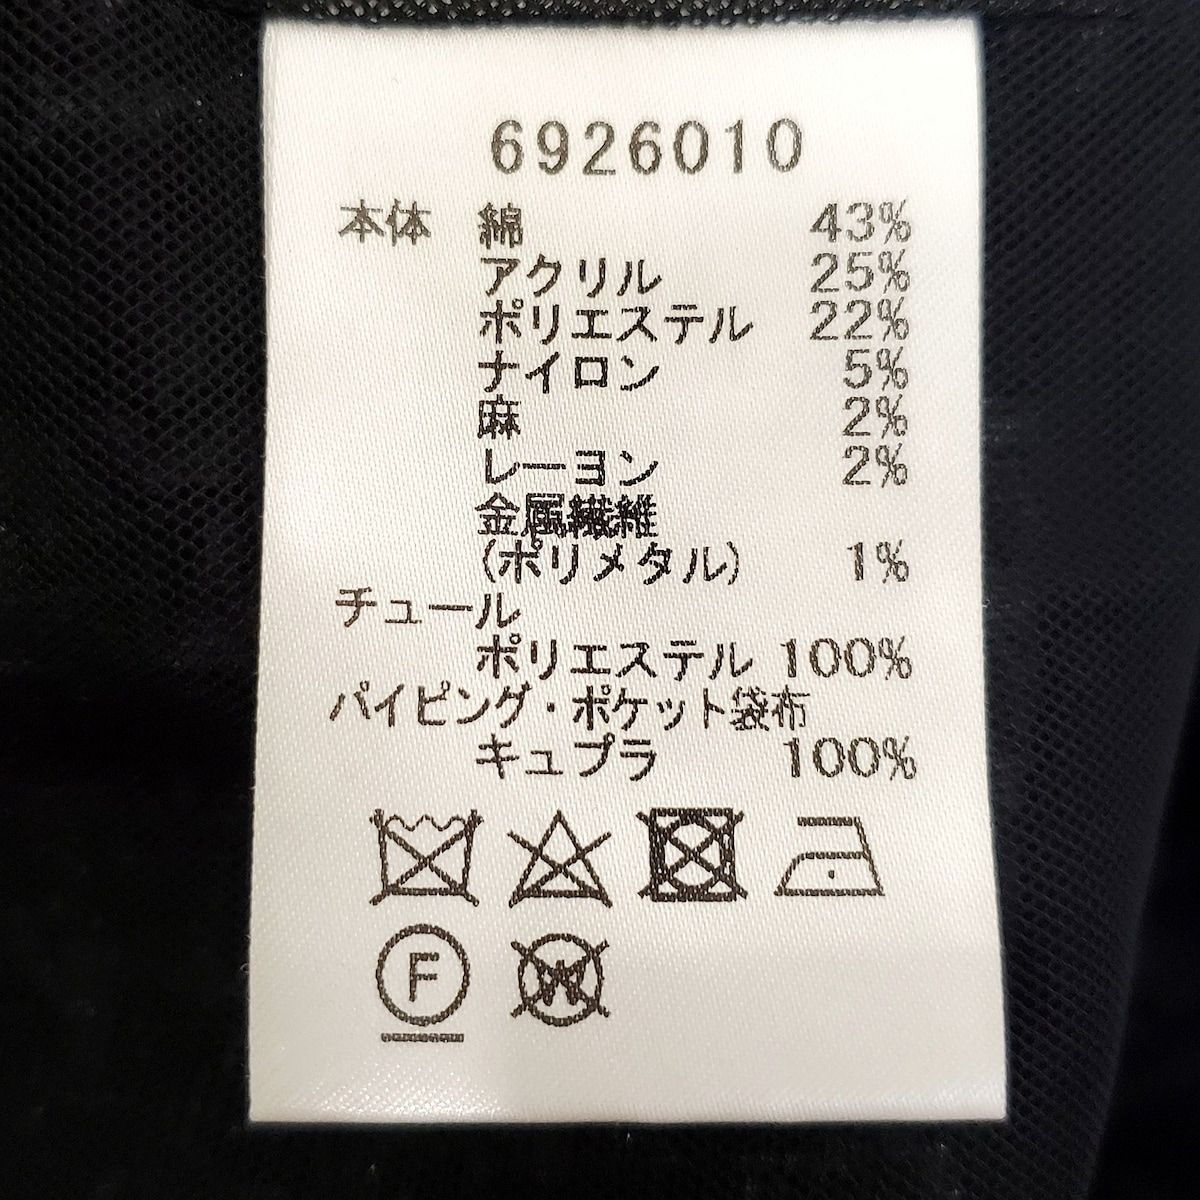 6926010
本体 綿 43%
アクリル 25%
ポリエステル 22%
ナイロン 5%
麻 2%
レーヨン 2%
金属繊維
(ポリメタル) 1%
チュール
ポリエステル 100%
パイピング・ポケット袋布
キュプラ 100%
F W